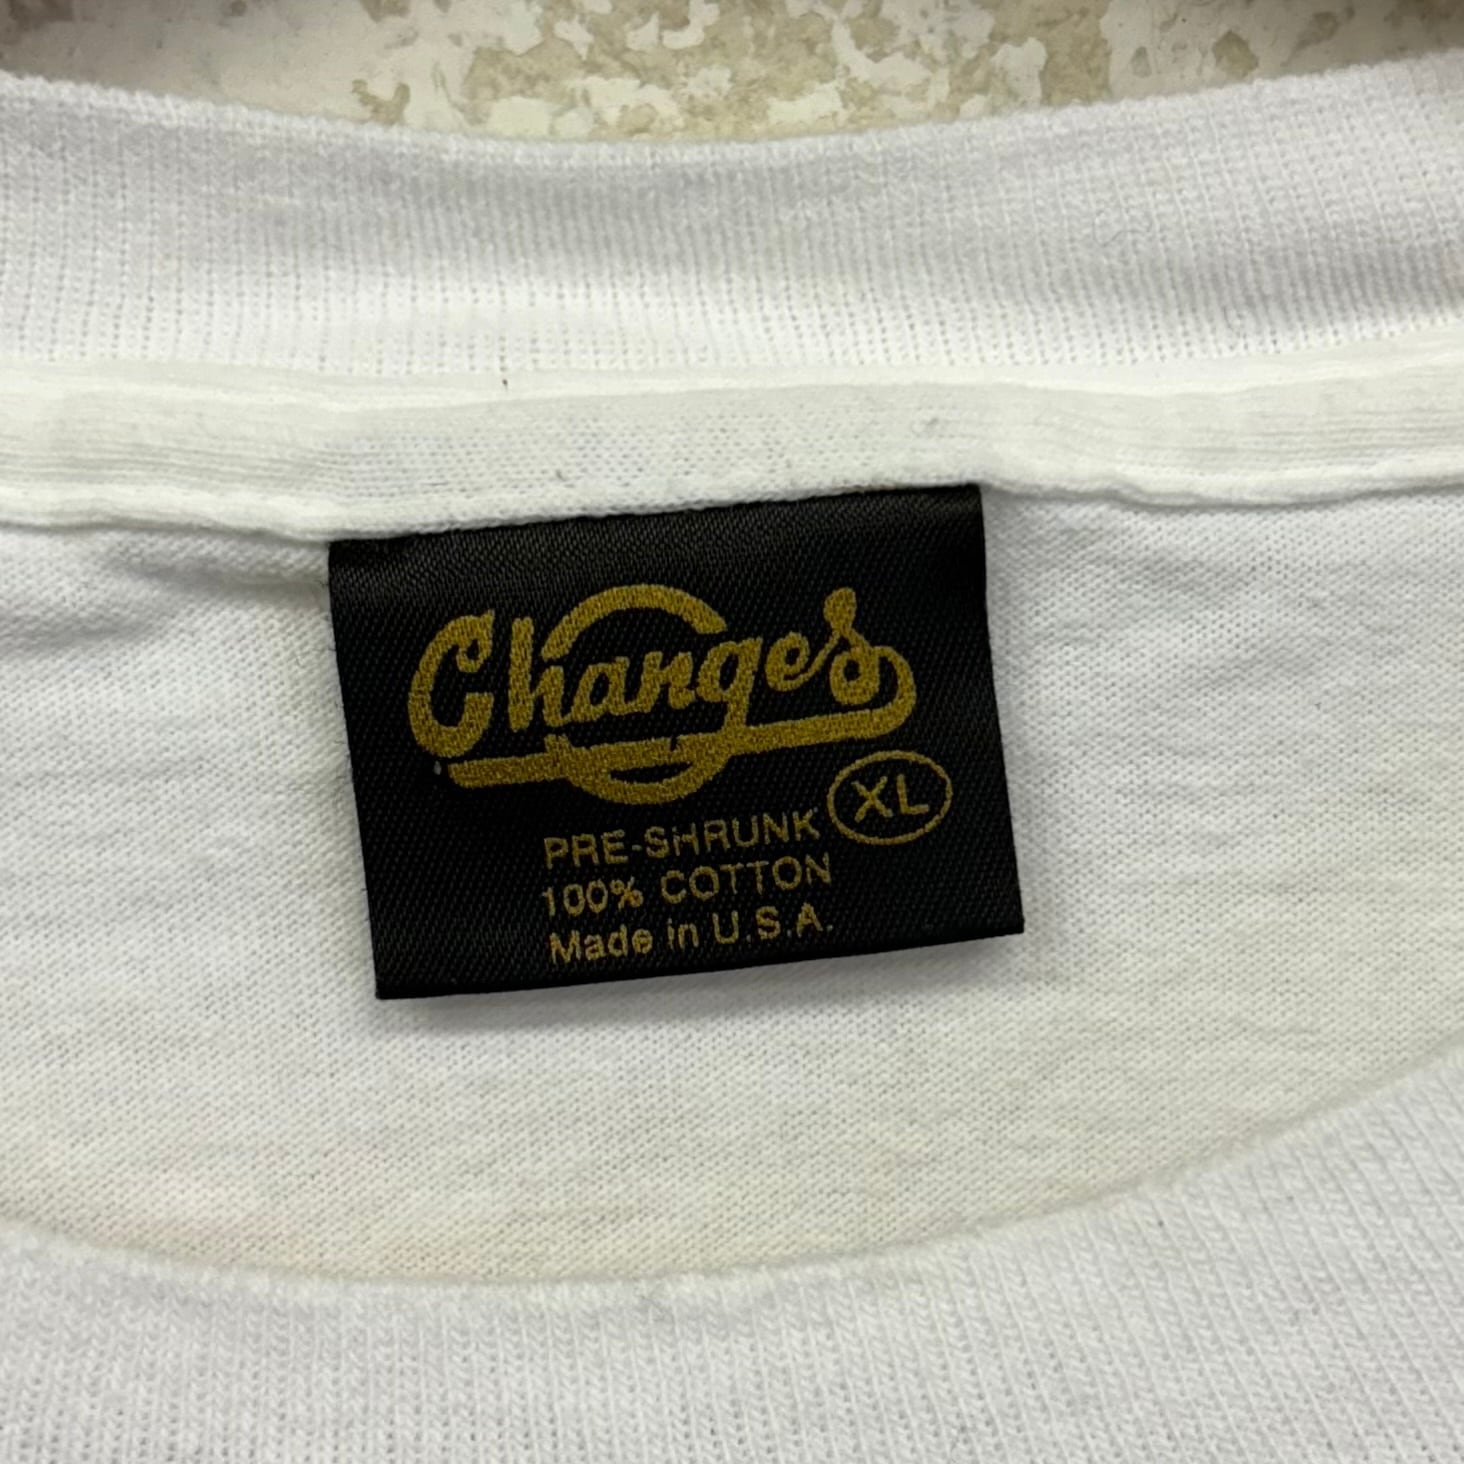 Changes
XL
PRE-SHRUNK
100% COTTON
Made in U.S.A.